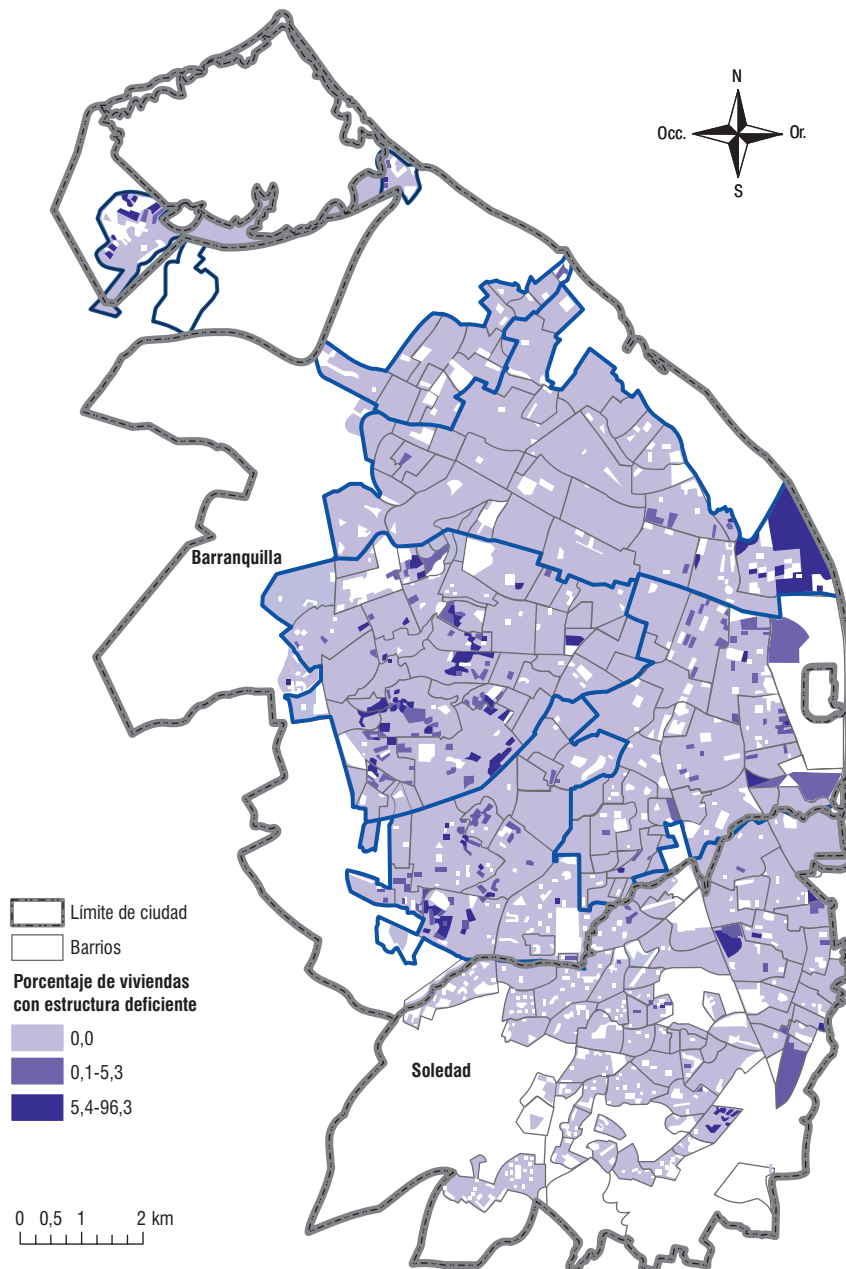 N
Occ.
Or.
S
Barranquilla
Límite de ciudad
Barrios
Porcentaje de viviendas
con estructura deficiente
0,0
0,1-5,3
5,4-96,3
Soledad
0 0,5 1 2 km